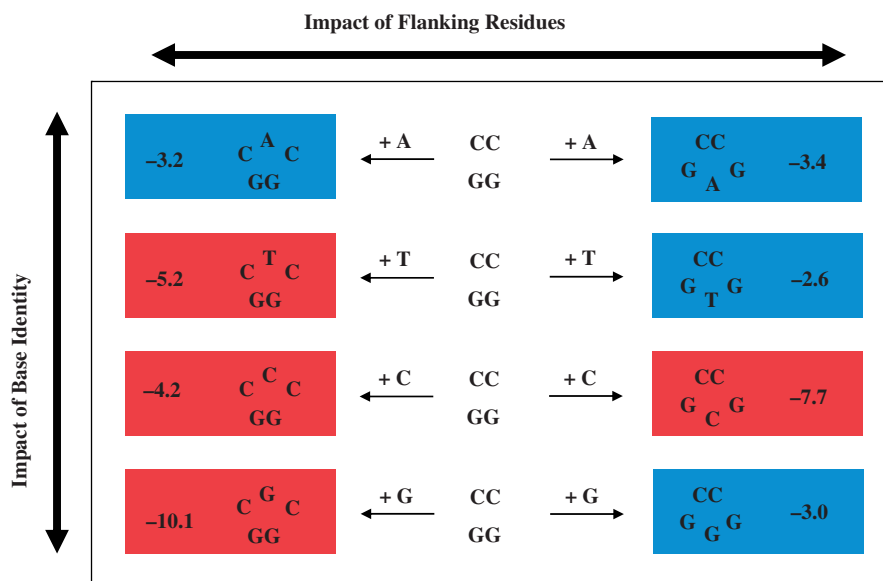 Impact of Flanking Residues
Impact of Base Identity
A
–3.2 C C
GG
+ A
CC
GG
+ A
CC
G G –3.4
A
T
–5.2 C C
GG
+ T
CC
GG
+ T
CC
G G –2.6
T
C
–4.2 C C
GG
+ C
CC
GG
+ C
CC
G G –7.7
C
G
–10.1 C C
GG
+ G
CC
GG
+ G
CC
G G –3.0
G